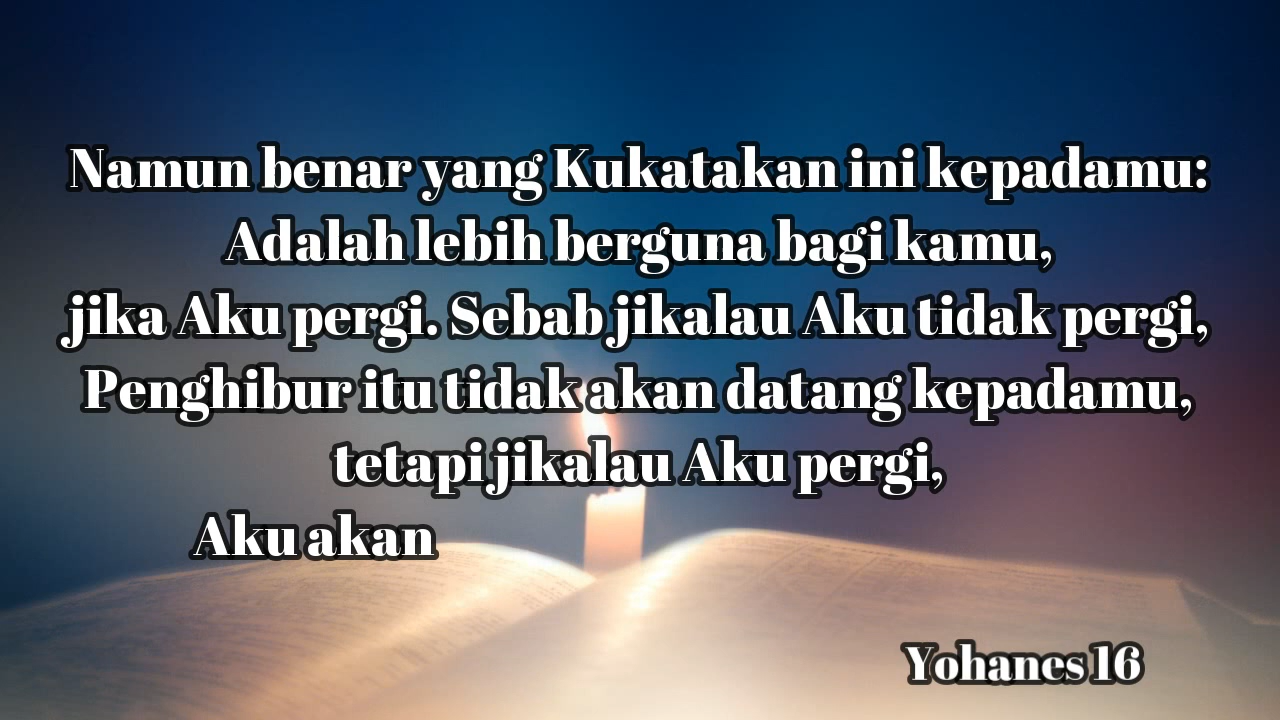 Namun benar yang Kukatakan ini kepadamu:
Adalah lebih berguna bagi kamu,
jika Aku pergi. Sebab jikalau Aku tidak pergi,
Penghibur itu tidak akan datang kepadamu,
tetapi jikalau Aku pergi,
Aku akan
Yohanes 16